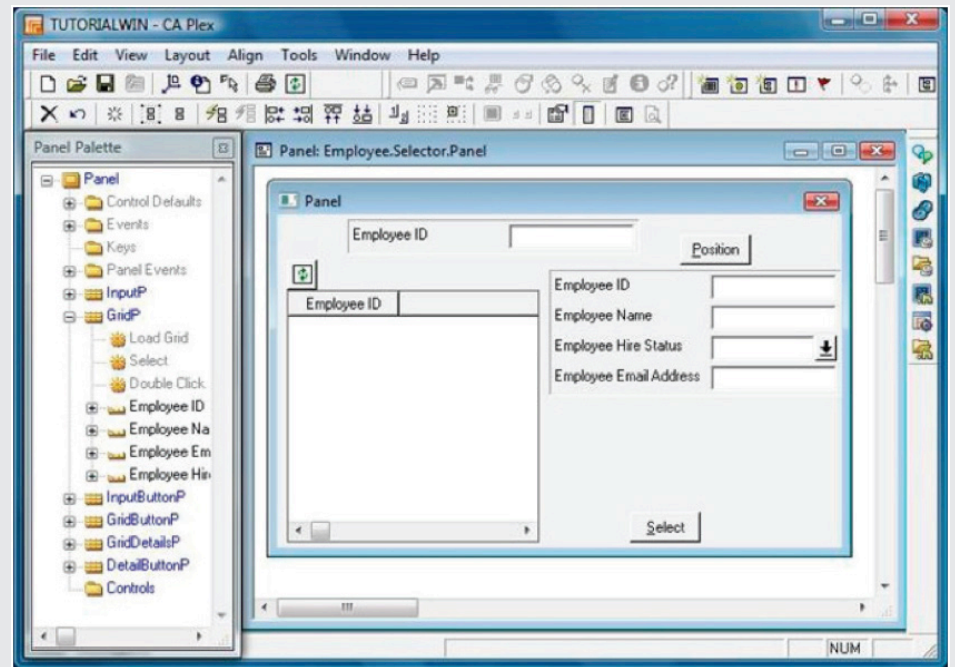 TUTORIALWIN - CA Plex
File Edit View Layout Align Tools Window Help
Panel Palette
Panel
Control Defaults
Events
Keys
Panel Events
InputP
GridP
Load Grid
Select
Double Click
Employee ID
Employee Na
Employee Em
Employee Hir
InputButtonP
GridButtonP
GridDetailsP
DetailButtonP
Controls
Panel: Employee.Selector.Panel
Panel
Employee ID
Position
Employee ID
Employee ID
Employee Name
Employee Hire Status
Employee Email Address
Select
NUM